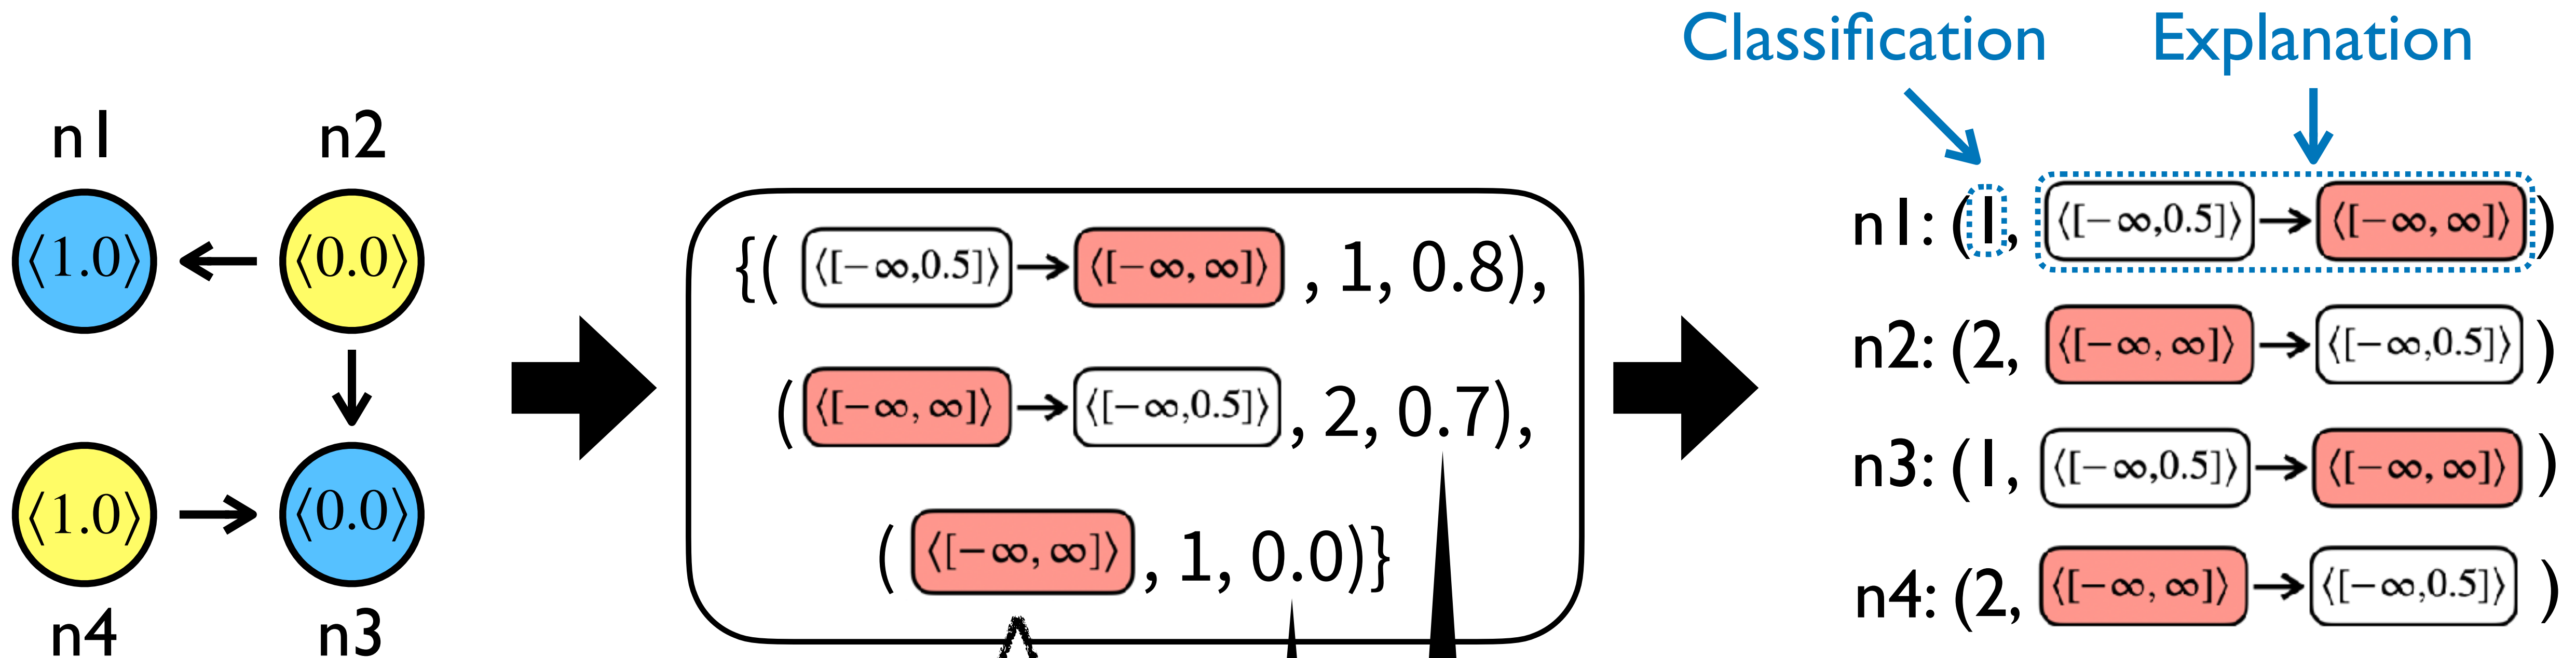 Classification Explanation
n1 n2
⟨1.0⟩ ← ⟨0.0⟩
↓
⟨1.0⟩ → ⟨0.0⟩
n4 n3
{( ⟨[−∞,0.5]⟩ → ⟨[−∞, ∞]⟩ , 1, 0.8),
( ⟨[−∞, ∞]⟩ → ⟨[−∞,0.5]⟩ , 2, 0.7),
( ⟨[−∞, ∞]⟩ , 1, 0.0)}
n1: (1, ⟨[−∞,0.5]⟩ → ⟨[−∞, ∞]⟩ )
n2: (2, ⟨[−∞, ∞]⟩ → ⟨[−∞,0.5]⟩ )
n3: (1, ⟨[−∞,0.5]⟩ → ⟨[−∞, ∞]⟩ )
n4: (2, ⟨[−∞, ∞]⟩ → ⟨[−∞,0.5]⟩ )